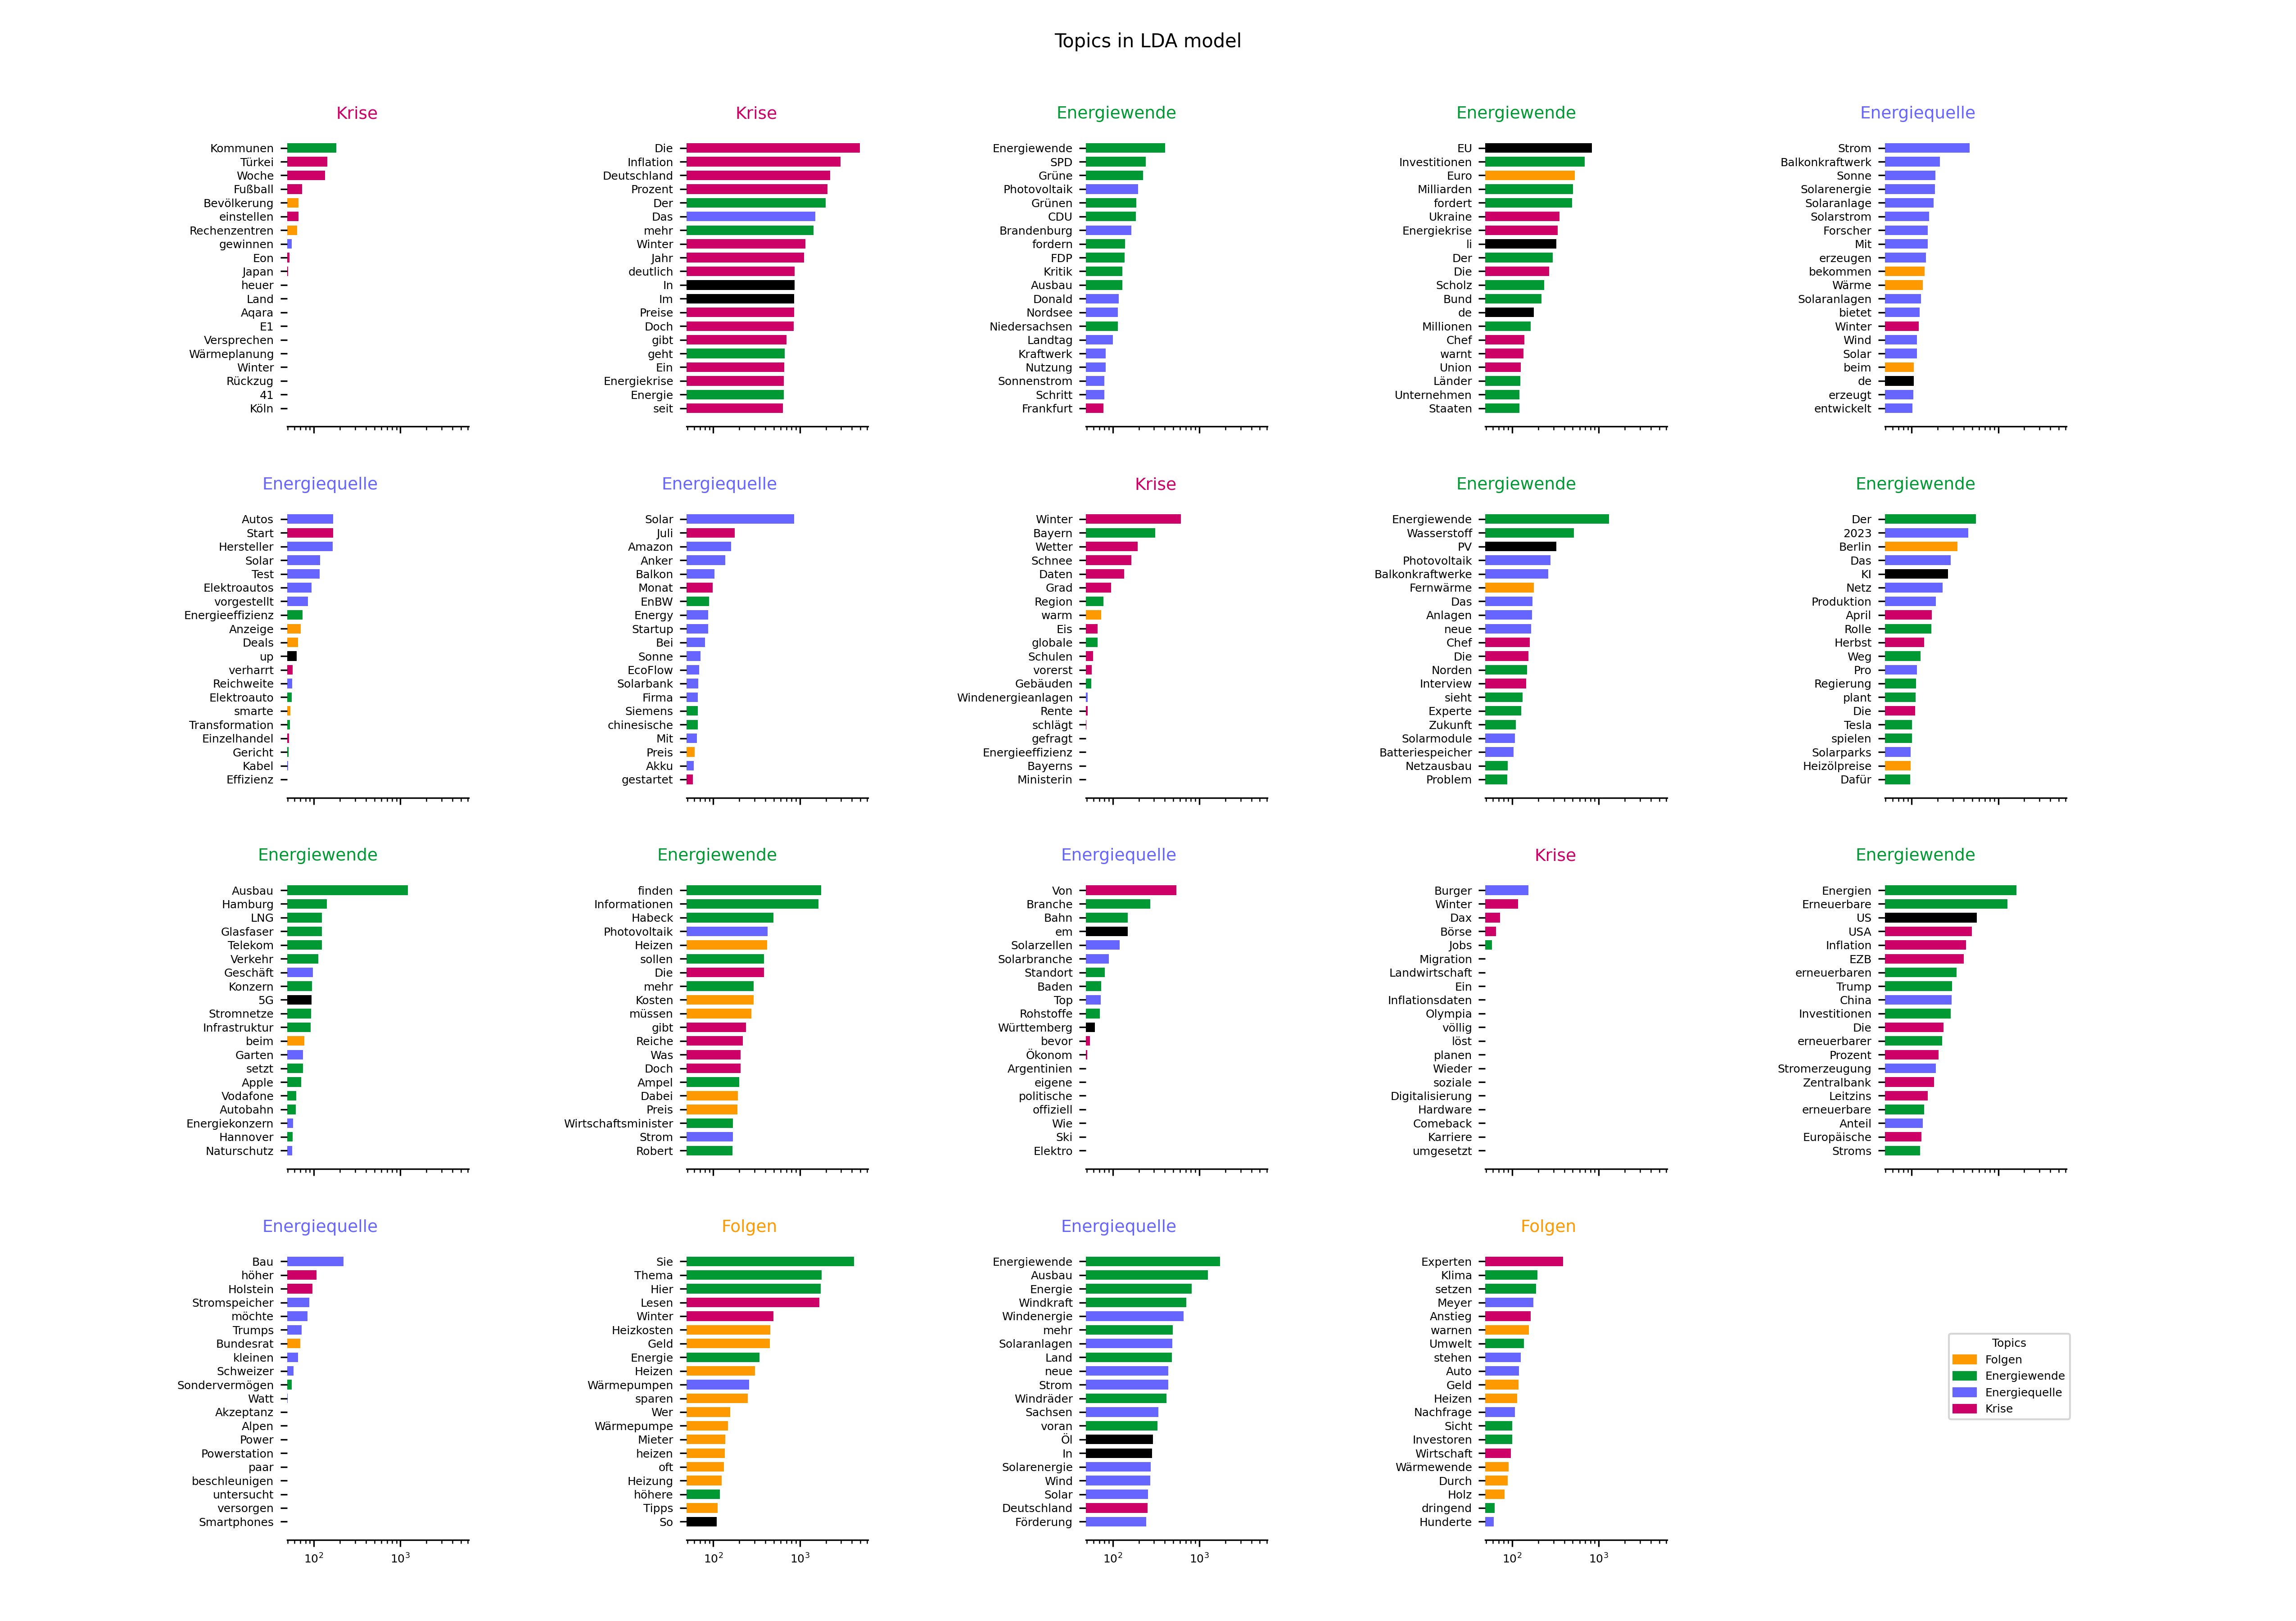 Topics in LDA model
Krise
Kommunen
Türkei
Woche
Fußball
Bevölkerung
einstellen
Rechenzentren
gewinnen
Eon
Japan
heuer
Land
Aqara
E1
Versprechen
Wärmeplanung
Winter
Rückzug
41
Köln
Krise
Die
Inflation
Deutschland
Prozent
Der
Das
mehr
Winter
Jahr
deutlich
In
Im
Preise
Doch
gibt
geht
Ein
Energiekrise
Energie
seit
Energiewende
Energiewende
SPD
Grüne
Photovoltaik
Grünen
CDU
Brandenburg
fordern
FDP
Kritik
Ausbau
Donald
Nordsee
Niedersachsen
Landtag
Kraftwerk
Nutzung
Sonnenstrom
Schritt
Frankfurt
Energiewende
EU
Investitionen
Euro
Milliarden
fordert
Ukraine
Energiekrise
li
Der
Die
Scholz
Bund
de
Millionen
Chef
warnt
Union
Länder
Unternehmen
Staaten
Energiequelle
Strom
Balkonkraftwerk
Sonne
Solarenergie
Solaranlage
Solarstrom
Forscher
Mit
erzeugen
bekommen
Wärme
Solaranlagen
bietet
Winter
Wind
Solar
beim
de
erzeugt
entwickelt
Energiequelle
Autos
Start
Hersteller
Solar
Test
Elektroautos
vorgestellt
Energieeffizienz
Anzeige
Deals
up
verharrt
Reichweite
Elektroauto
smarte
Transformation
Einzelhandel
Gericht
Kabel
Effizienz
Energiequelle
Solar
Juli
Amazon
Anker
Balkon
Monat
EnBW
Energy
Startup
Bei
Sonne
EcoFlow
Solarbank
Firma
Siemens
chinesische
Mit
Preis
Akku
gestartet
Krise
Winter
Bayern
Wetter
Schnee
Daten
Grad
Region
warm
Eis
globale
Schulen
vorerst
Gebäuden
Windenergieanlagen
Rente
schlägt
gefragt
Energieeffizienz
Bayerns
Ministerin
Energiewende
Energiewende
Wasserstoff
PV
Photovoltaik
Balkonkraftwerke
Fernwärme
Das
Anlagen
neue
Chef
Die
Norden
Interview
sieht
Experte
Zukunft
Solarmodule
Batteriespeicher
Netzausbau
Problem
Energiewende
Der
2023
Berlin
Das
KI
Netz
Produktion
April
Rolle
Herbst
Weg
Pro
Regierung
plant
Die
Tesla
spielen
Solarparks
Heizölpreise
Dafür
Energiewende
Ausbau
Hamburg
LNG
Glasfaser
Telekom
Verkehr
Geschäft
Konzern
5G
Stromnetze
Infrastruktur
beim
Garten
setzt
Apple
Vodafone
Autobahn
Energiekonzern
Hannover
Naturschutz
Energiewende
finden
Informationen
Habeck
Photovoltaik
Heizen
sollen
Die
mehr
Kosten
müssen
gibt
Reiche
Was
Doch
Ampel
Dabei
Preis
Wirtschaftsminister
Strom
Robert
Energiequelle
Von
Branche
Bahn
em
Solarzellen
Solarbranche
Standort
Baden
Top
Rohstoffe
Württemberg
bevor
Ökonom
Argentinien
eigene
politische
offiziell
Wie
Ski
Elektro
Krise
Burger
Winter
Dax
Börse
Jobs
Migration
Landwirtschaft
Ein
Inflationsdaten
Olympia
völlig
löst
planen
Wieder
soziale
Digitalisierung
Hardware
Comeback
Karriere
umgesetzt
Energiewende
Energien
Erneuerbare
US
USA
Inflation
EZB
erneuerbaren
Trump
China
Investitionen
Die
erneuerbarer
Prozent
Stromerzeugung
Zentralbank
Leitzins
erneuerbare
Anteil
Europäische
Stroms
Energiequelle
Bau
höher
Holstein
Stromspeicher
möchte
Trumps
Bundesrat
kleinen
Schweizer
Sondervermögen
Watt
Akzeptanz
Alpen
Power
Powerstation
paar
beschleunigen
untersucht
versorgen
Smartphones
10² 10³
Folgen
Sie
Thema
Hier
Lesen
Winter
Heizkosten
Geld
Energie
Heizen
Wärmepumpen
sparen
Wer
Wärmepumpe
Mieter
heizen
oft
Heizung
höhere
Tipps
So
10² 10³
Energiequelle
Energiewende
Ausbau
Energie
Windkraft
Windenergie
mehr
Solaranlagen
Land
neue
Strom
Windräder
Sachsen
voran
Öl
In
Solarenergie
Wind
Solar
Deutschland
Förderung
10² 10³
Folgen
Experten
Klima
setzen
Meyer
Anstieg
warnen
Umwelt
stehen
Auto
Geld
Heizen
Nachfrage
Sicht
Investoren
Wirtschaft
Wärmewende
Durch
Holz
dringend
Hunderte
10² 10³
Topics
Folgen
Energiewende
Energiequelle
Krise